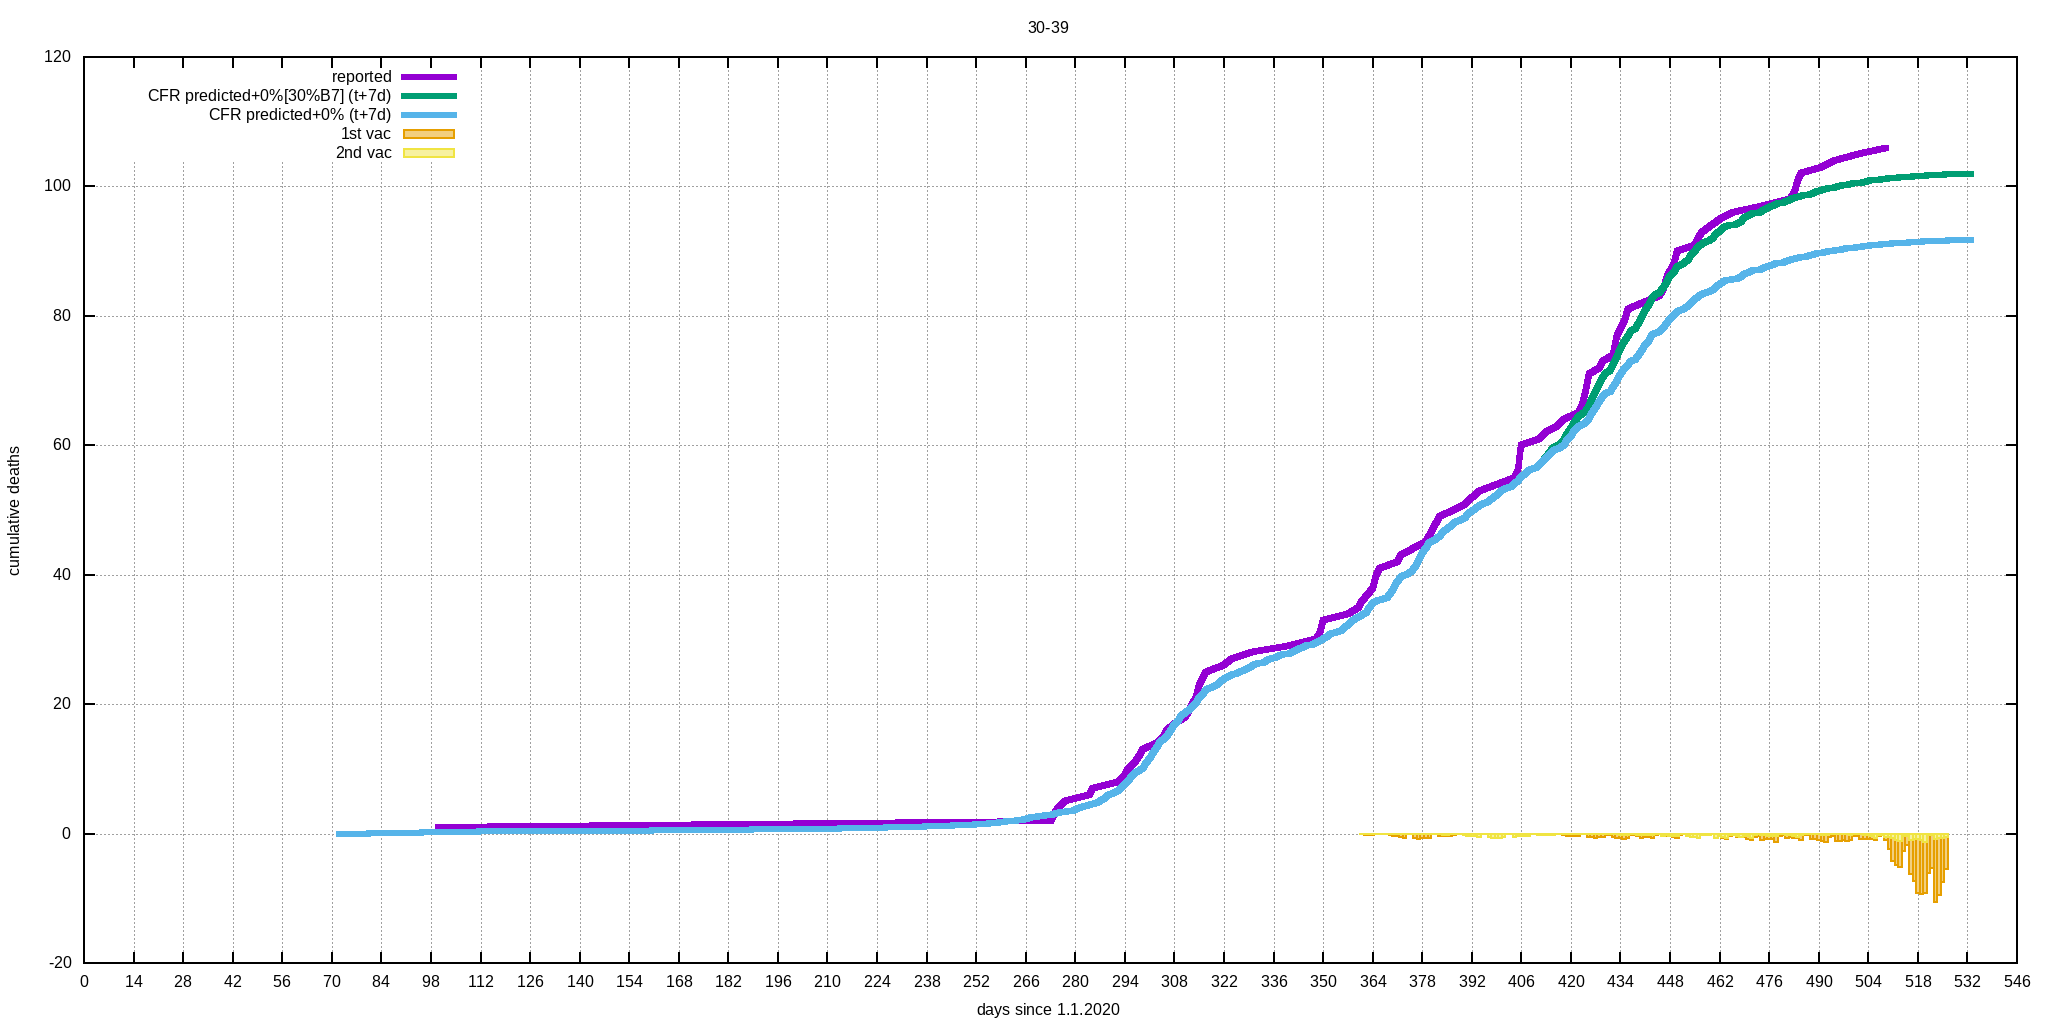 30-39
120
100
80
60
40
20
0
-20
cumulative deaths
reported
CFR predicted+0%[30%B7] (t+7d)
CFR predicted+0% (t+7d)
1st vac
2nd vac
0 14 28 42 56 70 84 98 112 126 140 154 168 182 196 210 224 238 252 266 280 294 308 322 336 350 364 378 392 406 420 434 448 462 476 490 504 518 532 546
days since 1.1.2020